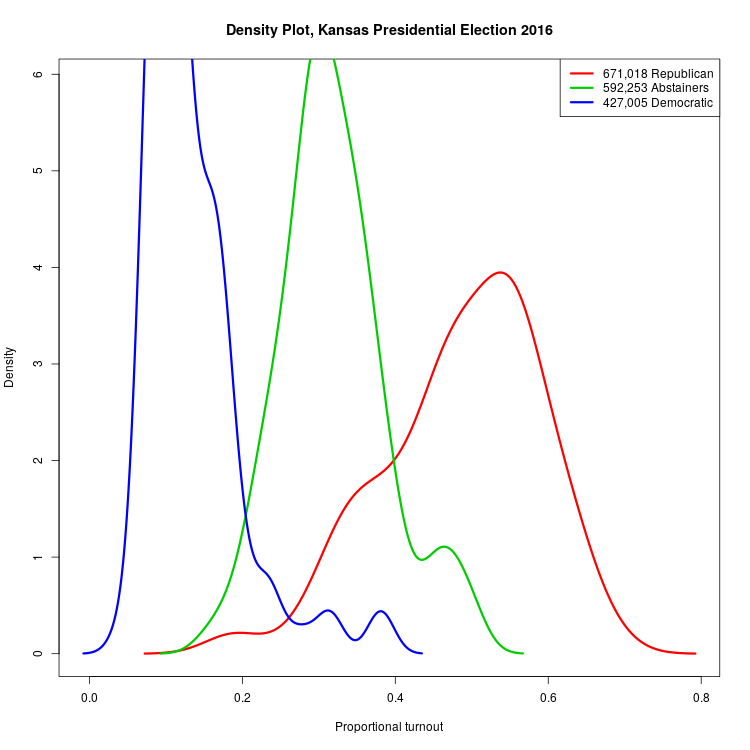 Density Plot, Kansas Presidential Election 2016
671,018 Republican
592,253 Abstainers
427,005 Democratic
Density
6
5
4
3
2
1
0
0.0 0.2 0.4 0.6 0.8
Proportional turnout